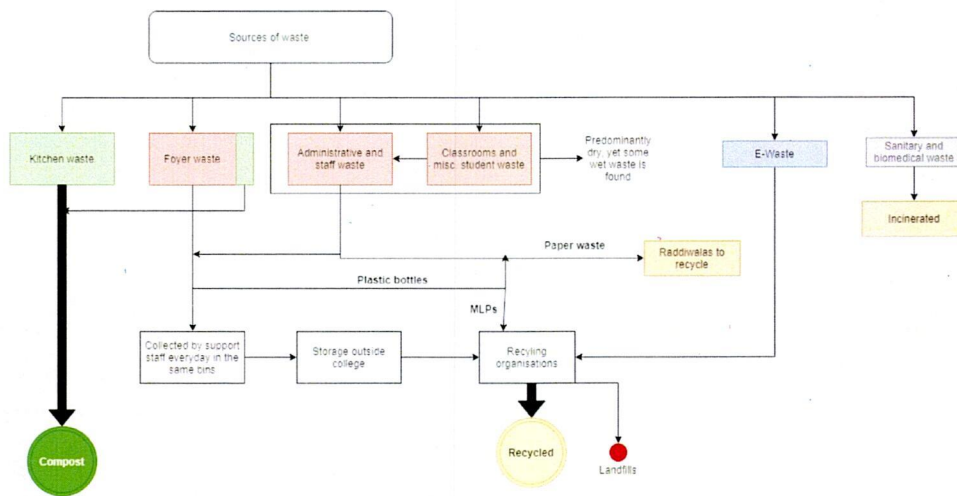 Sources of waste
Kitchen waste
Foyer waste
Administrative and
staff waste
Classrooms and
misc. student waste
Predominantly
dry, yet some
wet waste is
found
E-Waste
Sanitary and
biomedical waste
Incinerated
Paper waste
Raddiwalas to
recycle
Plastic bottles
MLPs
Collected by support
staff everyday in the
same bins
Storage outside
college
Recyling
organisations
Compost
Recycled
Landfills